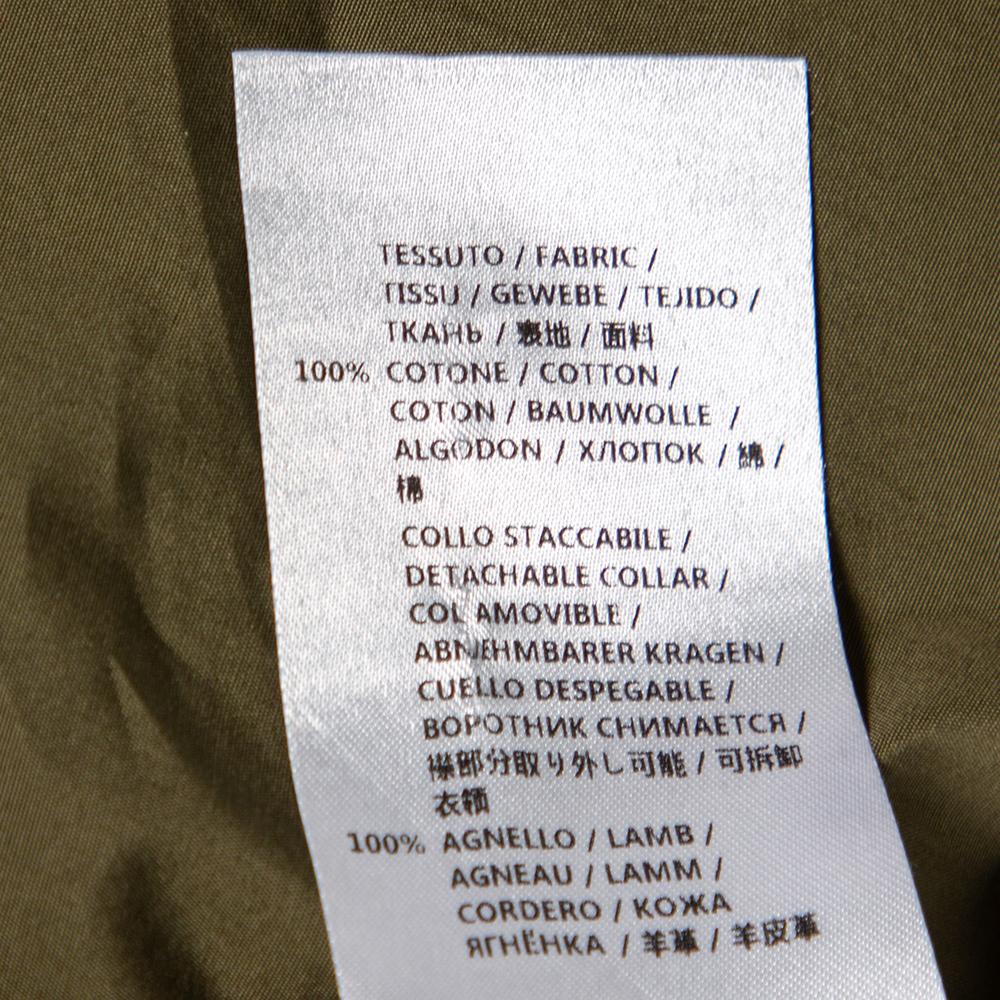 TESSUTO / FABRIC /
TISSU / GEWEBE / TEJIDO /
ТКАНЬ / 裏地 / 面料
100% COTONE / COTTON /
COTON / BAUMWOLLE /
ALGODON / ХЛОПОК / 綿 /
棉
COLLO STACCABILE /
DETACHABLE COLLAR /
COL AMOVIBLE /
ABNEHMBARER KRAGEN /
CUELLO DESPEGABLE /
ВОРОТНИК СНИМАЕТСЯ /
襟部分取り外し可能 / 可拆卸
衣领
100% AGNELLO / LAMB /
AGNEAU / LAMM /
CORDERO / КОЖА
ЯГНЁНКА / 羊革 / 羊皮革